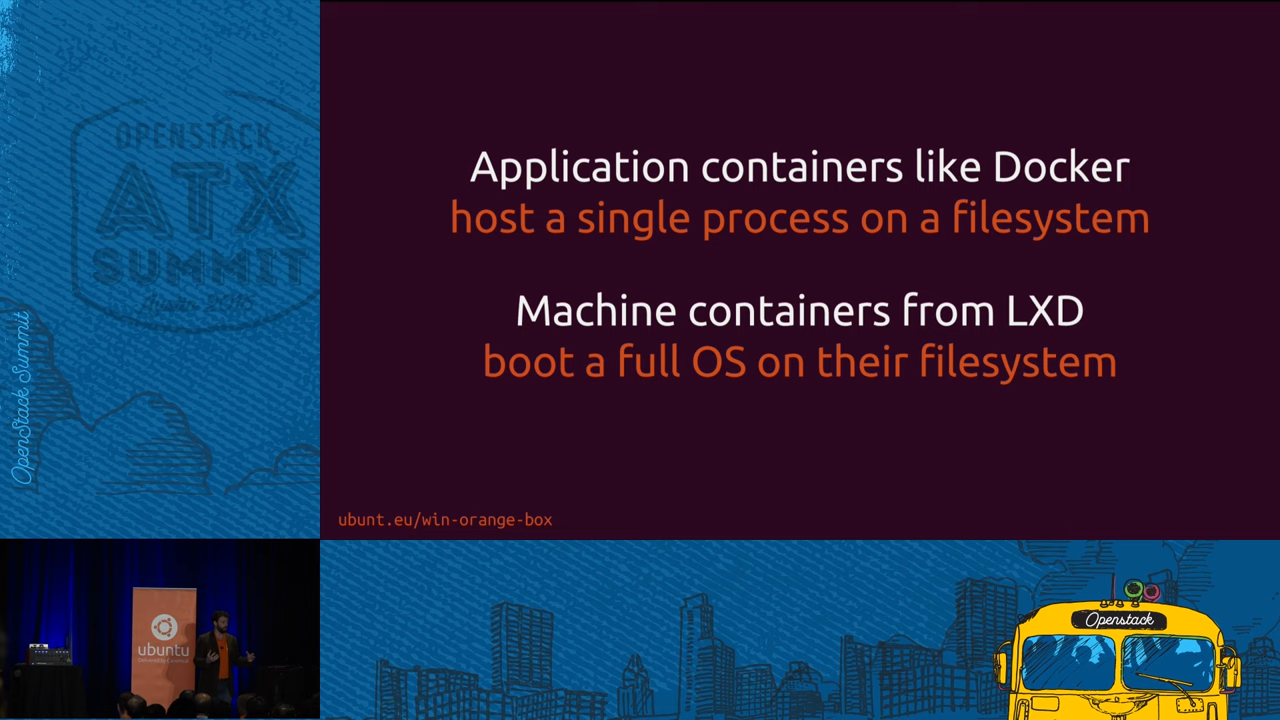 OPENSTACK
ATX
SUMMIT
OpenStack Summit
Application containers like Docker
host a single process on a filesystem
Machine containers from LXD
boot a full OS on their filesystem
ubunt.eu/win-orange-box
ubuntu
Openstack